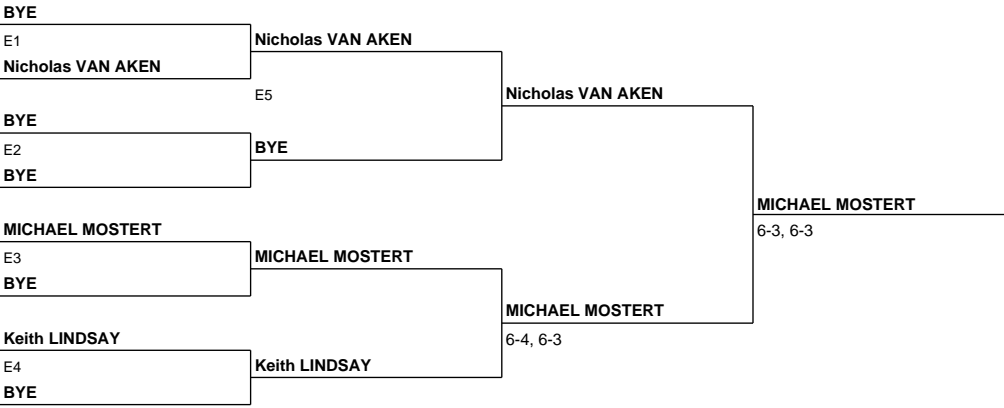 BYE
E1
Nicholas VAN AKEN
Nicholas VAN AKEN
E5
BYE
E2
BYE
BYE
Nicholas VAN AKEN
MICHAEL MOSTERT
E3
BYE
MICHAEL MOSTERT
Keith LINDSAY
E4
BYE
Keith LINDSAY
MICHAEL MOSTERT
6-4, 6-3
MICHAEL MOSTERT
6-3, 6-3